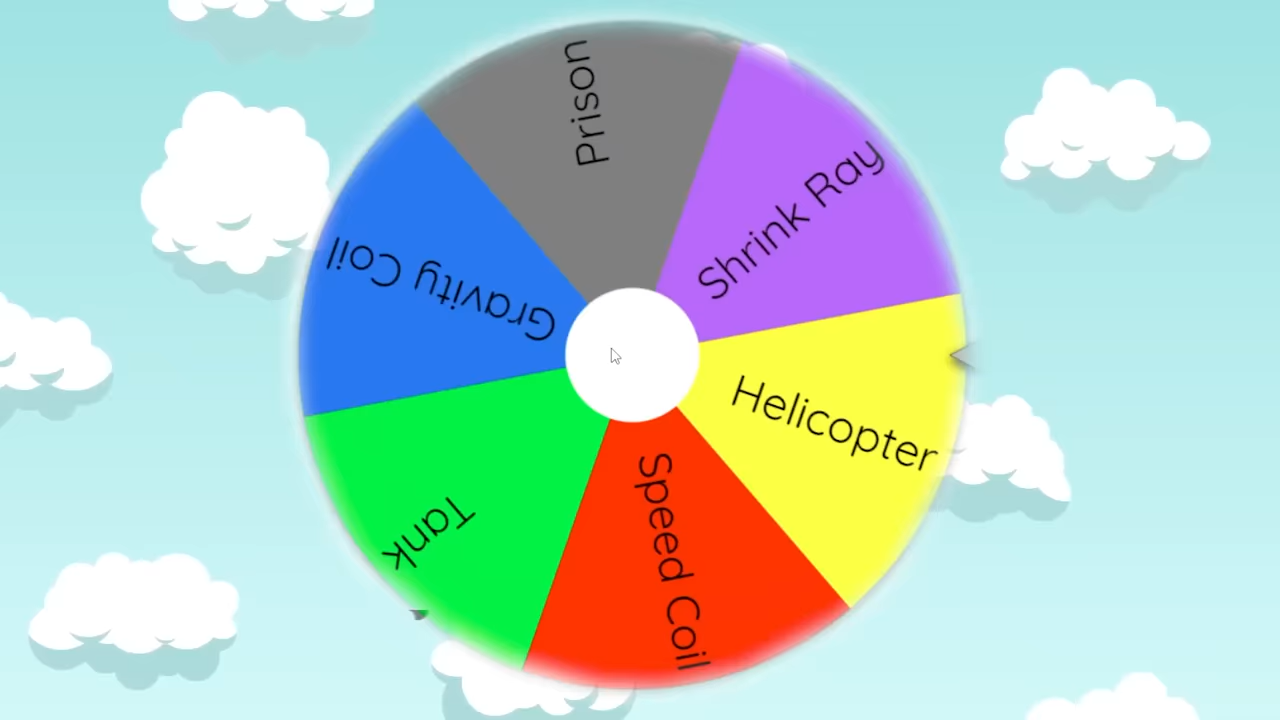 Prison
Shrink Ray
Helicopter
Speed Coil
Tank
Gravity Coil